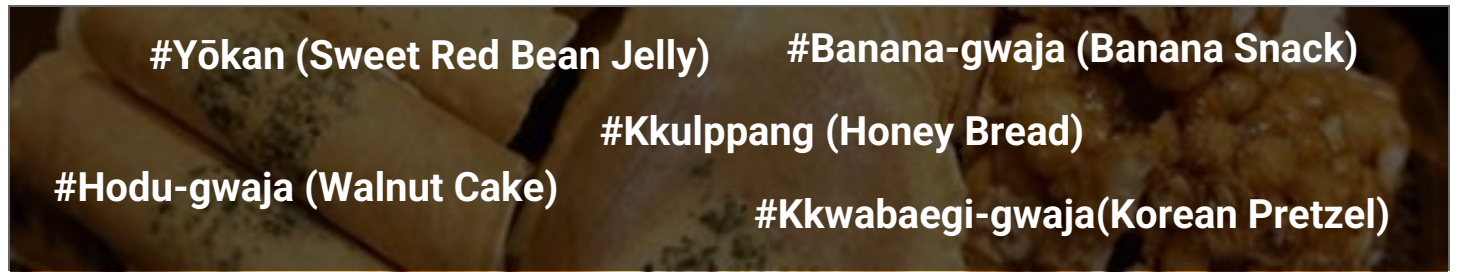 #Yōkan (Sweet Red Bean Jelly)
#Banana-gwaja (Banana Snack)
#Kkulppang (Honey Bread)
#Hodu-gwaja (Walnut Cake)
#Kkwabaegi-gwaja(Korean Pretzel)